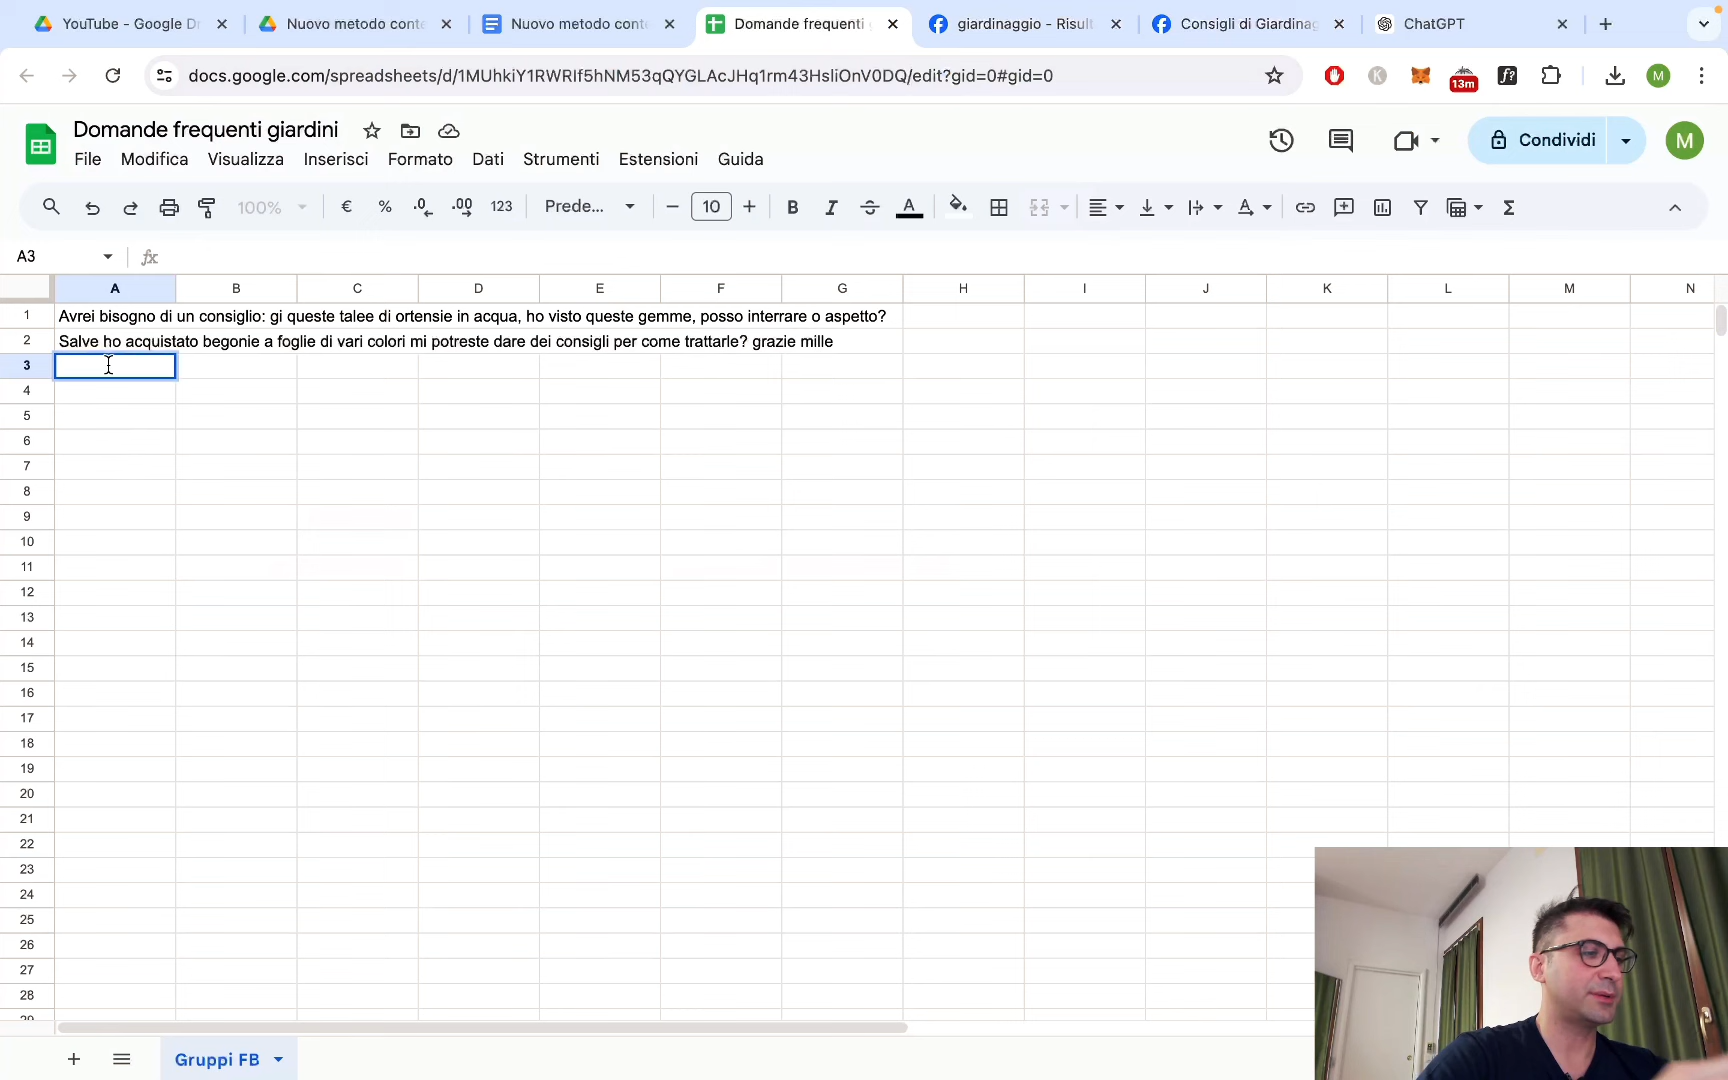 YouTube - Google Dr
Nuovo metodo conte
Nuovo metodo conte
Domande frequenti g
giardinaggio - Risult
Consigli di Giardinag
ChatGPT
docs.google.com/spreadsheets/d/1MUhkiY1RWRlf5hNM53qQYGLAcJHq1rm43HsliOnV0DQ/edit?gid=0#gid=0
K
13m
f?
M
Domande frequenti giardini
File Modifica Visualizza Inserisci Formato Dati Strumenti Estensioni Guida
Condividi
M
100% € % .0 .00 123 Prede... − 10 + B I A Σ
A3 fx
A B C D E F G H I J K L M N
1 Avrei bisogno di un consiglio: gi queste talee di ortensie in acqua, ho visto queste gemme, posso interrare o aspetto?
2 Salve ho acquistato begonie a foglie di vari colori mi potreste dare dei consigli per come trattarle? grazie mille
3
4
5
6
7
8
9
10
11
12
13
14
15
16
17
18
19
20
21
22
23
24
25
26
27
28
Gruppi FB